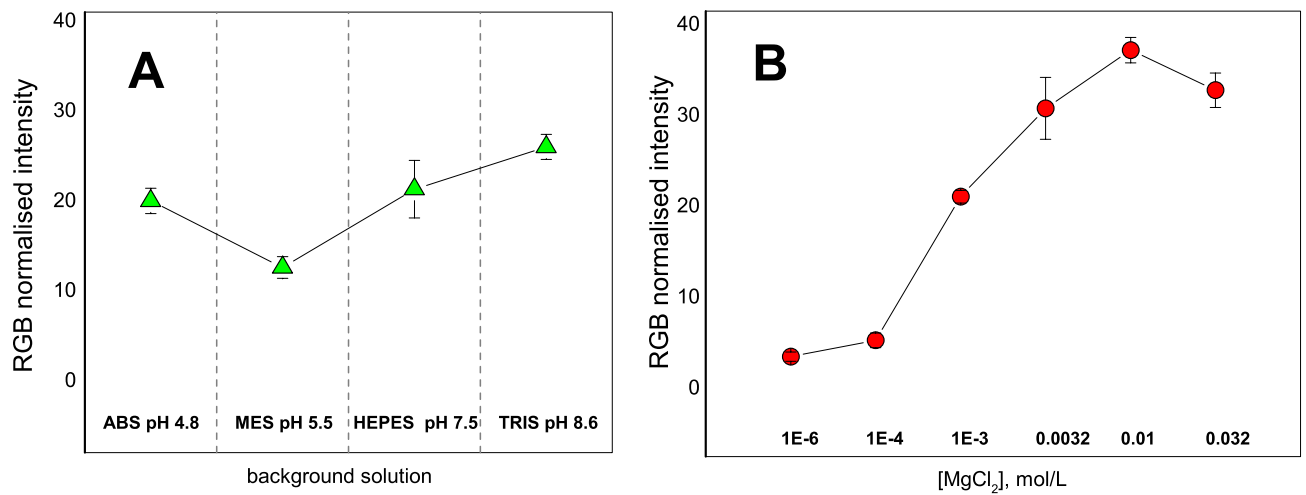 A
40
30
20
10
0
RGB normalised intensity
ABS pH 4.8
MES pH 5.5
HEPES pH 7.5
TRIS pH 8.6
background solution
B
40
30
20
10
0
RGB normalised intensity
1E-6
1E-4
1E-3
0.0032
0.01
0.032
[MgCl₂], mol/L